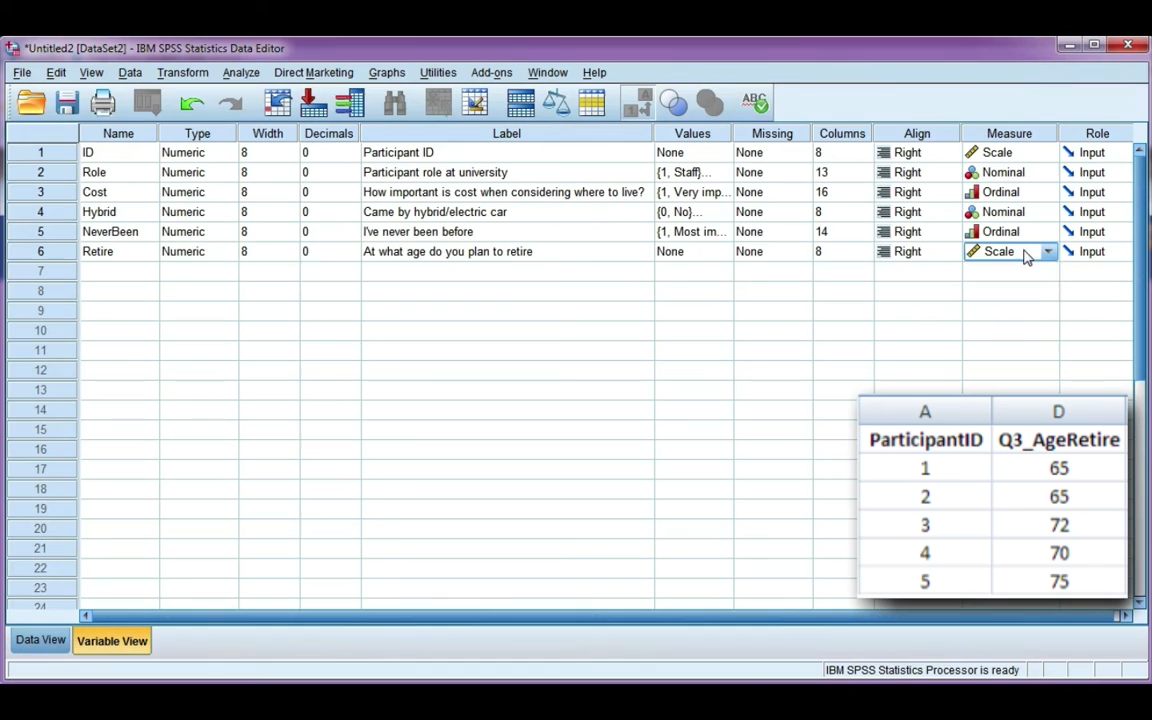 *Untitled2 [DataSet2] - IBM SPSS Statistics Data Editor
File Edit View Data Transform Analyze Direct Marketing Graphs Utilities Add-ons Window Help
Name Type Width Decimals Label Values Missing Columns Align Measure Role
1 ID Numeric 8 0 Participant ID None None 8 Right Scale Input
2 Role Numeric 8 0 Participant role at university {1, Staff}... None 13 Right Nominal Input
3 Cost Numeric 8 0 How important is cost when considering where to live? {1, Very imp... None 16 Right Ordinal Input
4 Hybrid Numeric 8 0 Came by hybrid/electric car {0, No}... None 8 Right Nominal Input
5 NeverBeen Numeric 8 0 I've never been before {1, Most im... None 14 Right Ordinal Input
6 Retire Numeric 8 0 At what age do you plan to retire None None 8 Right Scale Input
7
8
9
10
11
12
13
14
15
16
17
18
19
20
21
22
23
24
A D
ParticipantID Q3_AgeRetire
1 65
2 65
3 72
4 70
5 75
Data View Variable View
IBM SPSS Statistics Processor is ready